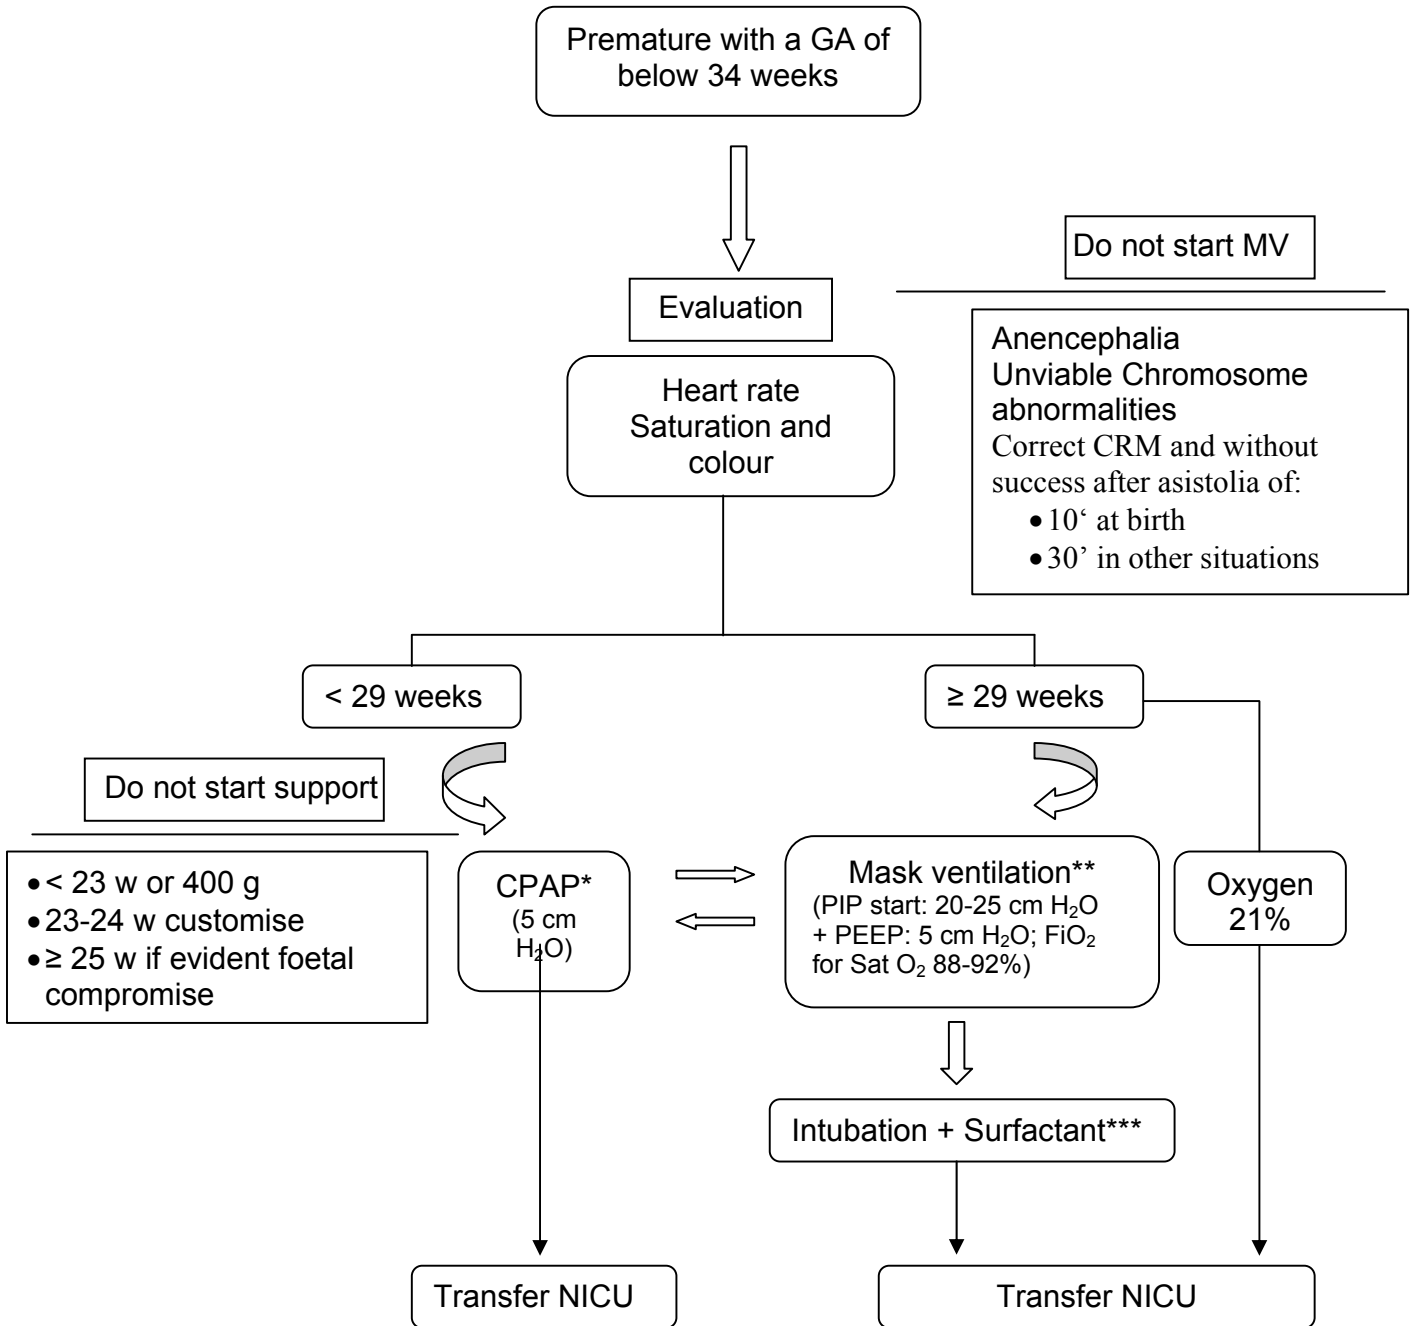 Premature with a GA of
below 34 weeks
Do not start MV
Evaluation
Anencephalia
Unviable Chromosome
abnormalities
Correct CRM and without
success after asistolia of:
• 10‘ at birth
• 30’ in other situations
Heart rate
Saturation and
colour
< 29 weeks
≥ 29 weeks
Do not start support
• < 23 w or 400 g
• 23-24 w customise
• ≥ 25 w if evident foetal
compromise
CPAP*
(5 cm
H₂O)
Mask ventilation**
(PIP start: 20-25 cm H₂O
+ PEEP: 5 cm H₂O; FiO₂
for Sat O₂ 88-92%)
Oxygen
21%
Intubation + Surfactant***
Transfer NICU
Transfer NICU